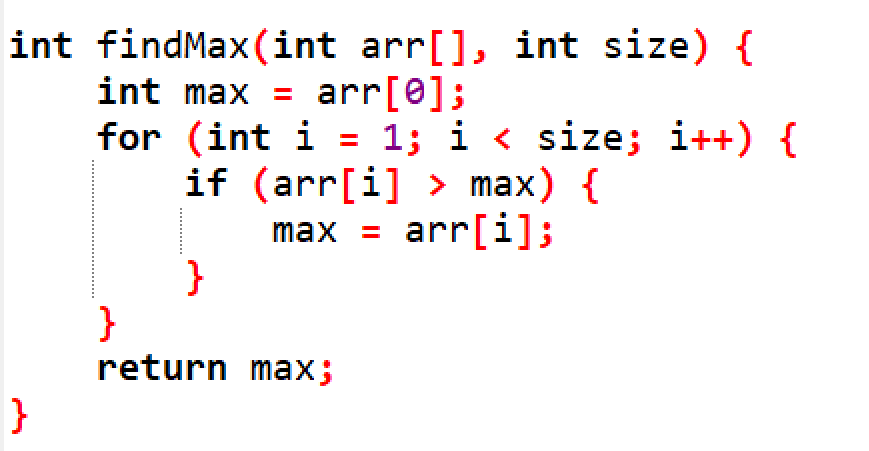 int findMax(int arr[], int size) {
    int max = arr[0];
    for (int i = 1; i < size; i++) {
        if (arr[i] > max) {
            max = arr[i];
        }
    }
    return max;
}